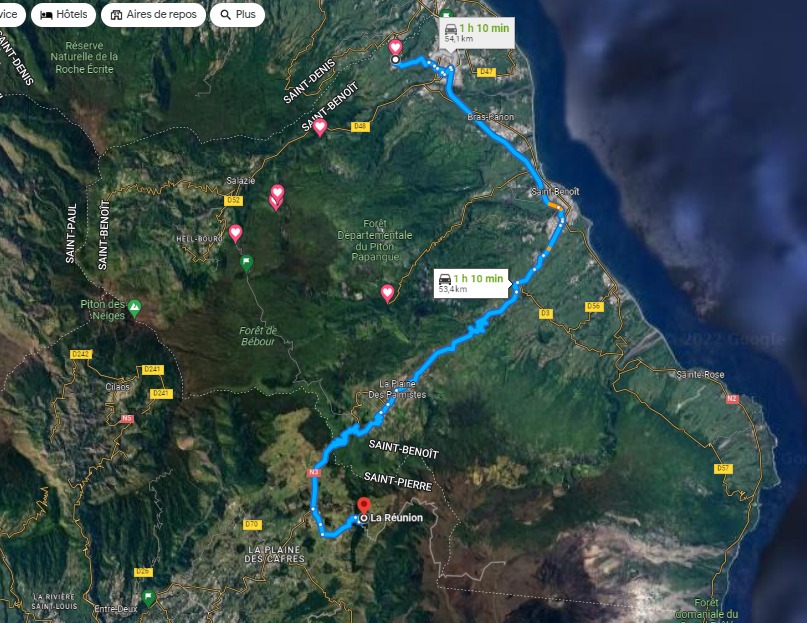 vice
Hôtels
Aires de repos
Plus
SAINT-DENIS
Réserve
Naturelle de la
Roche Écrite
1 h 10 min
54,1 km
SAINT-DENIS
SAINT-BENOÎT
D47
Bras-Panon
D48
Salazie
D52
Saint-Benoît
SAINT-PAUL
SAINT-BENOÎT
HELL-BOURG
Forêt
Départementale
du Piton
Papangue
1 h 10 min
53,4 km
Piton des
Neiges
D3
D56
Forêt de
Bébour
2022 Google
D242
D241
Cilaos
D241
La Plaine
Des Palmistes
Sainte-Rose
N2
N5
SAINT-BENOÎT
N3
SAINT-PIERRE
D57
La Réunion
D70
LA PLAINE
DES CAFRES
D26
LA RIVIÈRE
SAINT-LOUIS
Entre-Deux
Forêt
Domaniale du